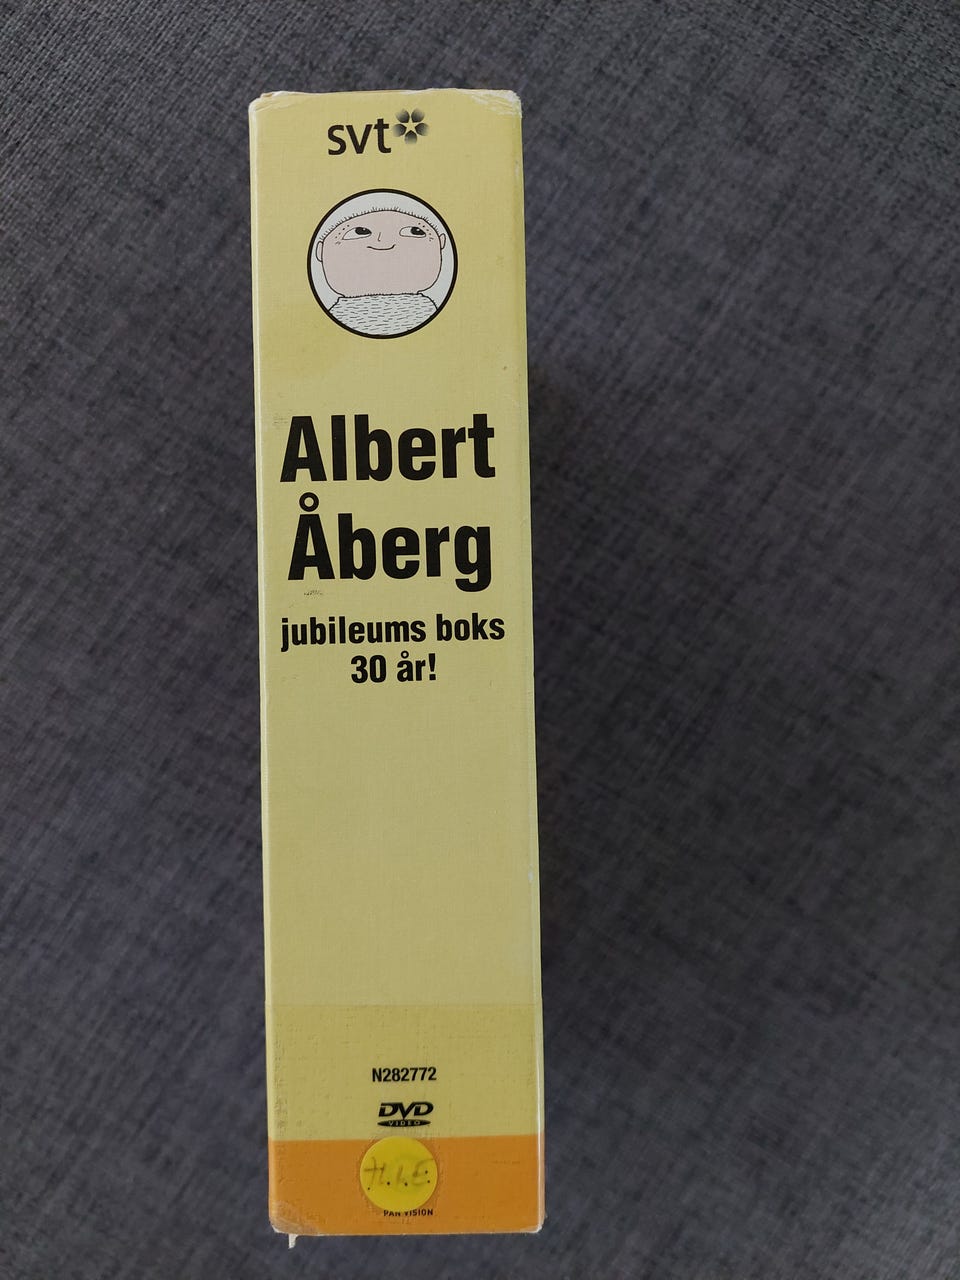 svt
Albert
Åberg
jubileums boks
30 år!
N282772
DVD
VIDEO
H.I.E.
PAN VISION